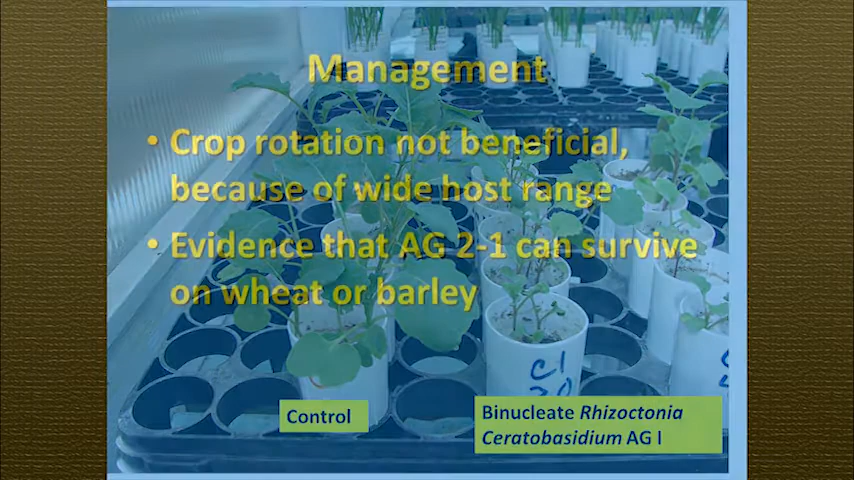 Management
• Crop rotation not beneficial,
because of wide host range
• Evidence that AG 2-1 can survive
on wheat or barley
Control
Binucleate Rhizoctonia
Ceratobasidium AG I
C1